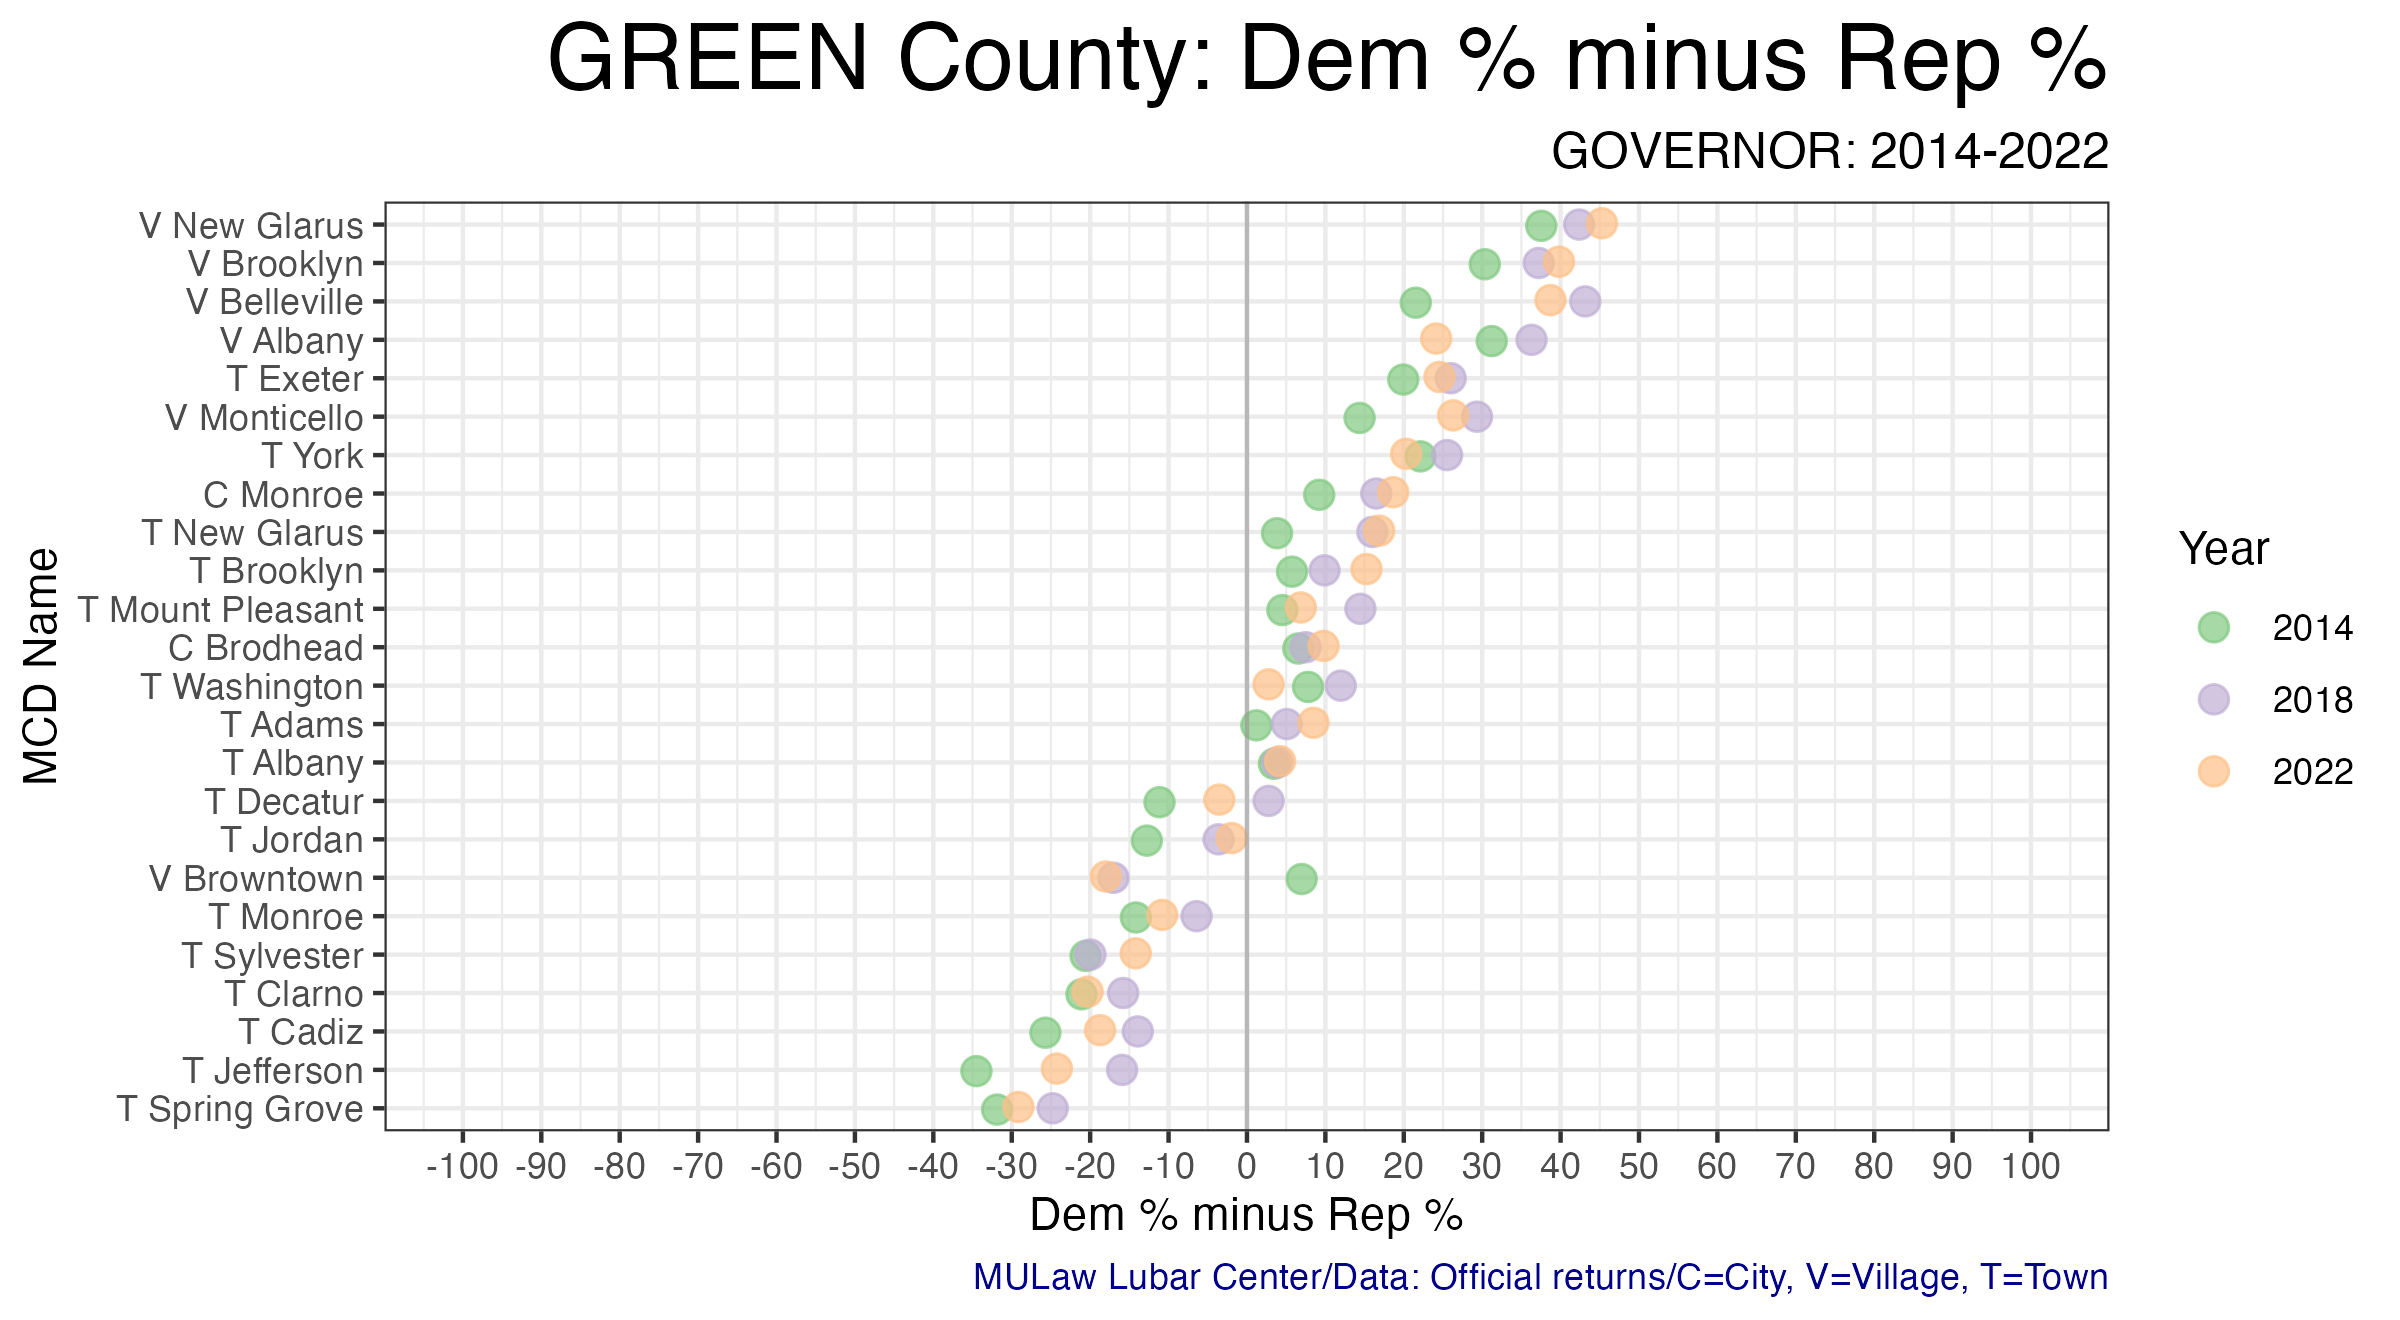 GREEN County: Dem % minus Rep %
GOVERNOR: 2014-2022
MCD Name
V New Glarus
V Brooklyn
V Belleville
V Albany
T Exeter
V Monticello
T York
C Monroe
T New Glarus
T Brooklyn
T Mount Pleasant
C Brodhead
T Washington
T Adams
T Albany
T Decatur
T Jordan
V Browntown
T Monroe
T Sylvester
T Clarno
T Cadiz
T Jefferson
T Spring Grove
-100 -90 -80 -70 -60 -50 -40 -30 -20 -10 0 10 20 30 40 50 60 70 80 90 100
Dem % minus Rep %
Year
2014
2018
2022
MULaw Lubar Center/Data: Official returns/C=City, V=Village, T=Town